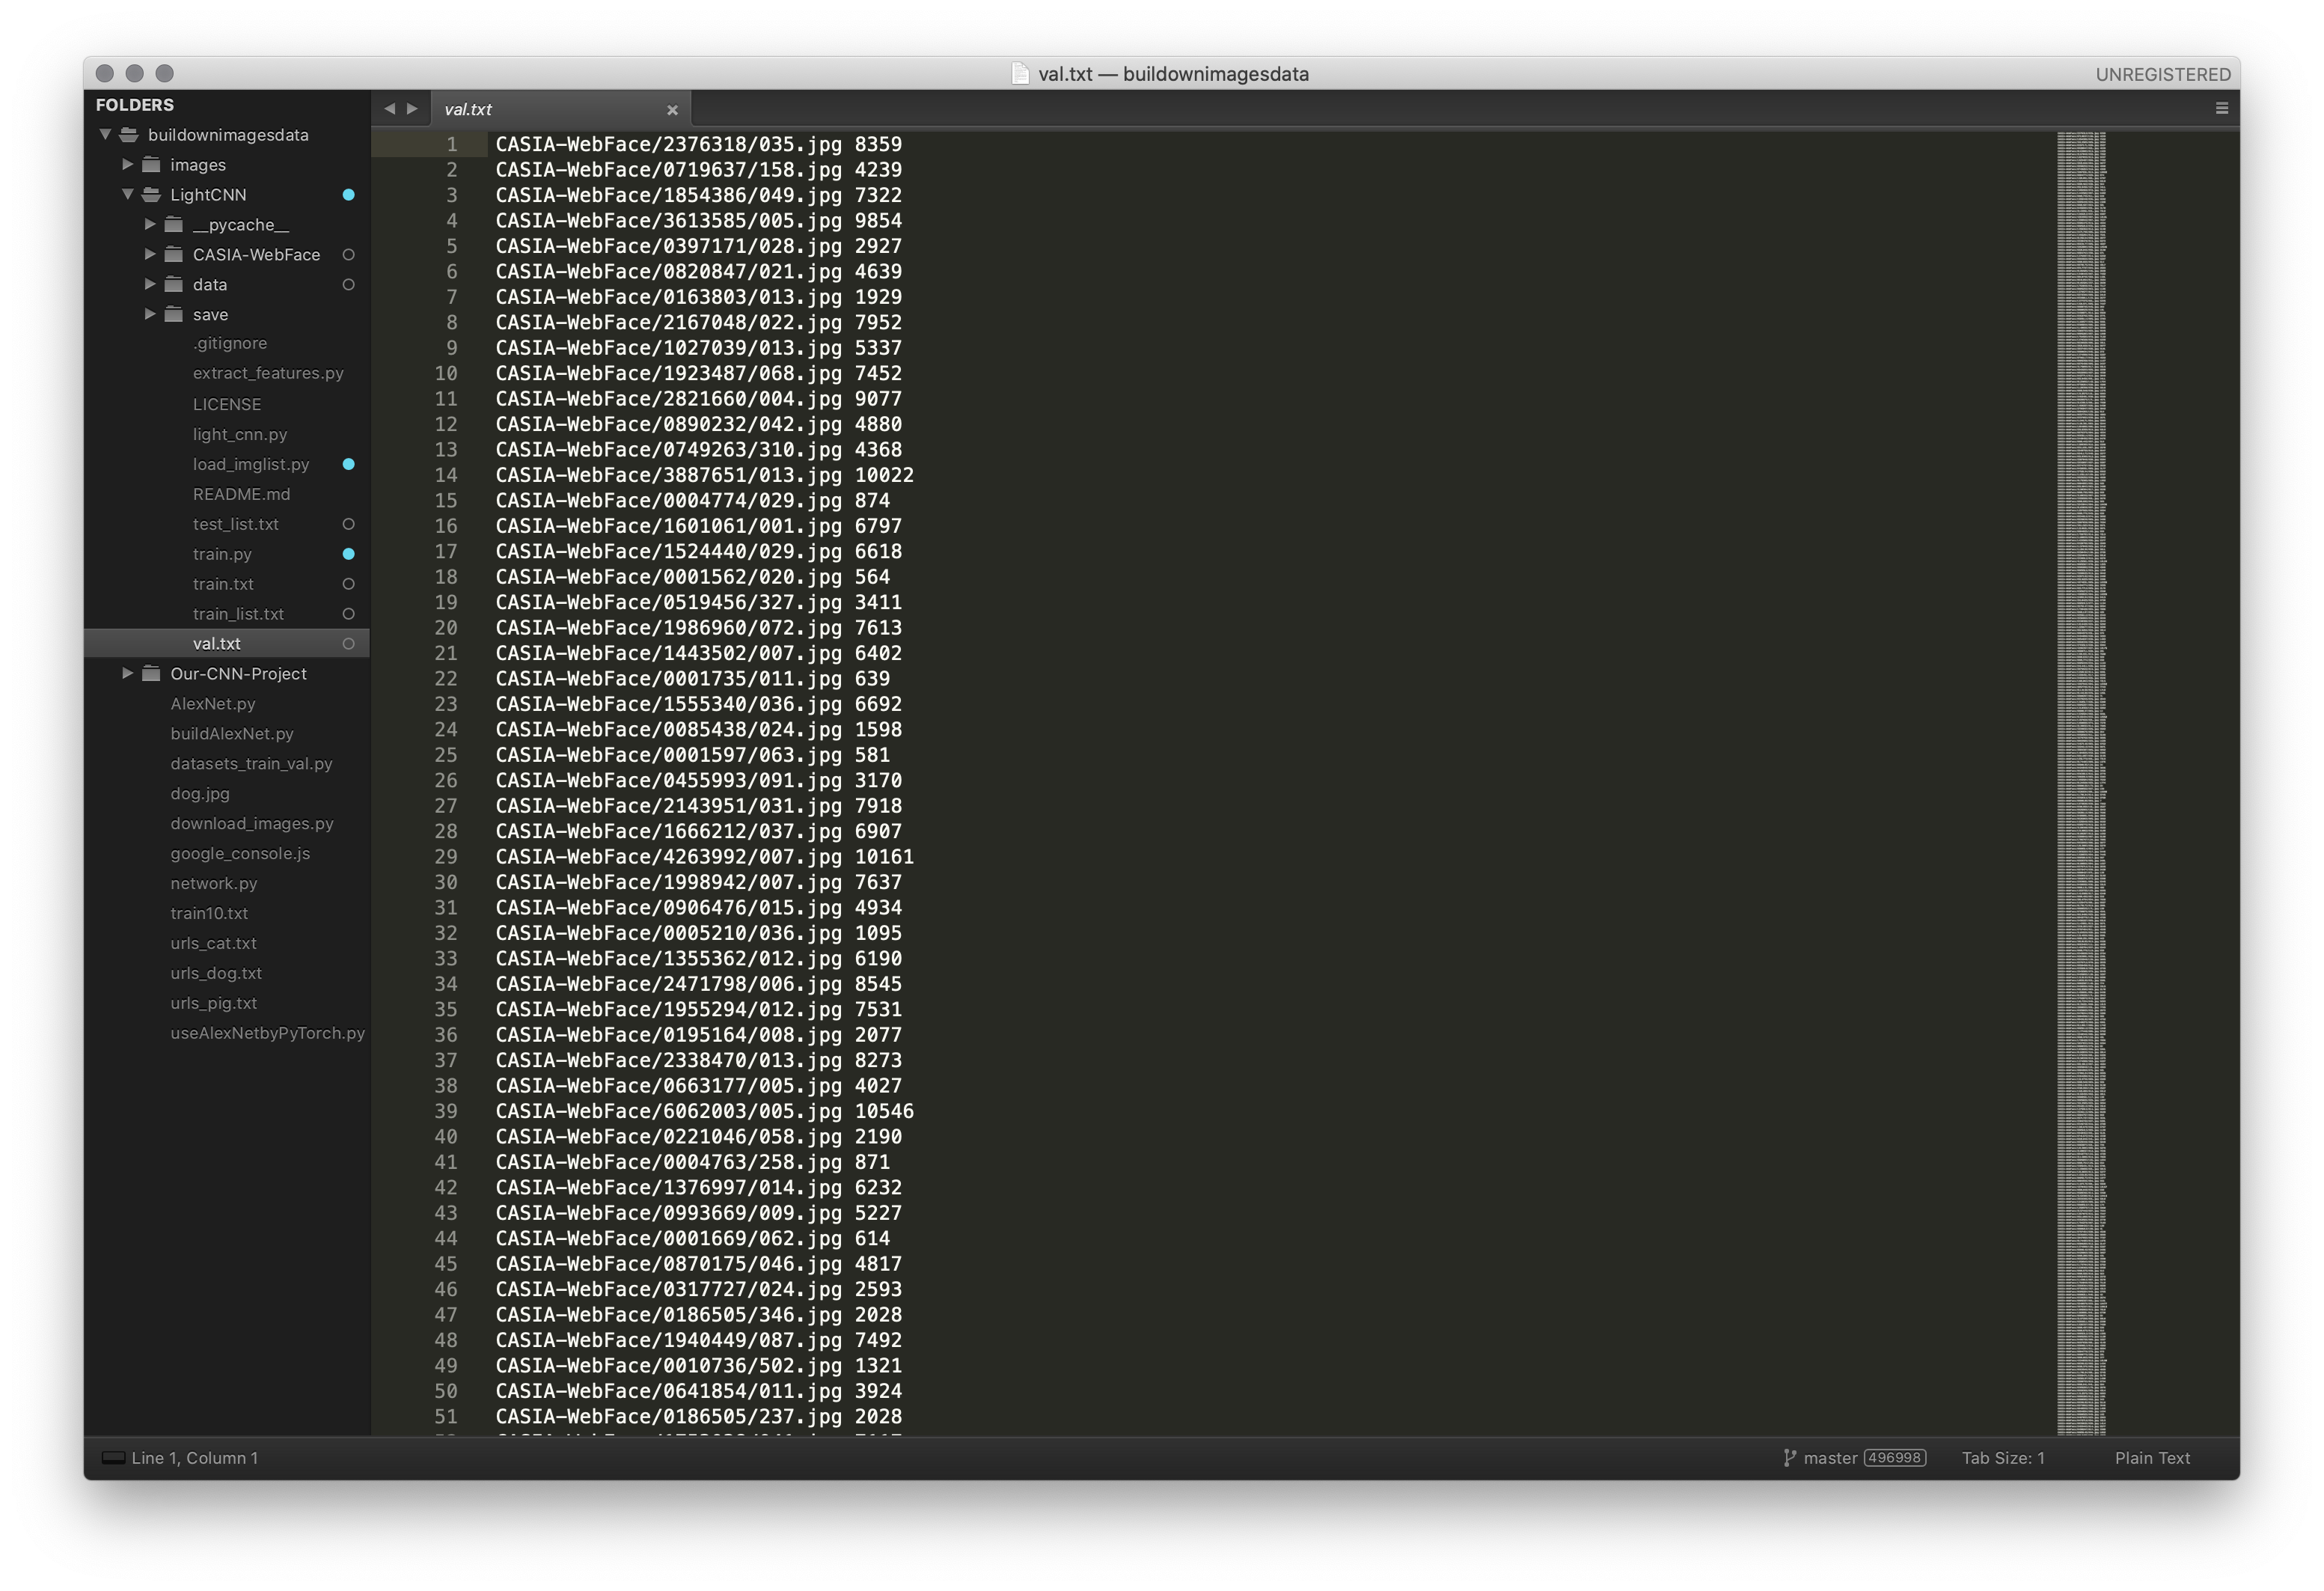 val.txt — buildownimagesdata
UNREGISTERED
FOLDERS
buildownimagesdata
images
LightCNN
__pycache__
CASIA-WebFace
data
save
.gitignore
extract_features.py
LICENSE
light_cnn.py
load_imglist.py
README.md
test_list.txt
train.py
train.txt
train_list.txt
val.txt
Our-CNN-Project
AlexNet.py
buildAlexNet.py
datasets_train_val.py
dog.jpg
download_images.py
google_console.js
network.py
train10.txt
urls_cat.txt
urls_dog.txt
urls_pig.txt
useAlexNetbyPyTorch.py
val.txt
1 CASIA-WebFace/2376318/035.jpg 8359
2 CASIA-WebFace/0719637/158.jpg 4239
3 CASIA-WebFace/1854386/049.jpg 7322
4 CASIA-WebFace/3613585/005.jpg 9854
5 CASIA-WebFace/0397171/028.jpg 2927
6 CASIA-WebFace/0820847/021.jpg 4639
7 CASIA-WebFace/0163803/013.jpg 1929
8 CASIA-WebFace/2167048/022.jpg 7952
9 CASIA-WebFace/1027039/013.jpg 5337
10 CASIA-WebFace/1923487/068.jpg 7452
11 CASIA-WebFace/2821660/004.jpg 9077
12 CASIA-WebFace/0890232/042.jpg 4880
13 CASIA-WebFace/0749263/310.jpg 4368
14 CASIA-WebFace/3887651/013.jpg 10022
15 CASIA-WebFace/0004774/029.jpg 874
16 CASIA-WebFace/1601061/001.jpg 6797
17 CASIA-WebFace/1524440/029.jpg 6618
18 CASIA-WebFace/0001562/020.jpg 564
19 CASIA-WebFace/0519456/327.jpg 3411
20 CASIA-WebFace/1986960/072.jpg 7613
21 CASIA-WebFace/1443502/007.jpg 6402
22 CASIA-WebFace/0001735/011.jpg 639
23 CASIA-WebFace/1555340/036.jpg 6692
24 CASIA-WebFace/0085438/024.jpg 1598
25 CASIA-WebFace/0001597/063.jpg 581
26 CASIA-WebFace/0455993/091.jpg 3170
27 CASIA-WebFace/2143951/031.jpg 7918
28 CASIA-WebFace/1666212/037.jpg 6907
29 CASIA-WebFace/4263992/007.jpg 10161
30 CASIA-WebFace/1998942/007.jpg 7637
31 CASIA-WebFace/0906476/015.jpg 4934
32 CASIA-WebFace/0005210/036.jpg 1095
33 CASIA-WebFace/1355362/012.jpg 6190
34 CASIA-WebFace/2471798/006.jpg 8545
35 CASIA-WebFace/1955294/012.jpg 7531
36 CASIA-WebFace/0195164/008.jpg 2077
37 CASIA-WebFace/2338470/013.jpg 8273
38 CASIA-WebFace/0663177/005.jpg 4027
39 CASIA-WebFace/6062003/005.jpg 10546
40 CASIA-WebFace/0221046/058.jpg 2190
41 CASIA-WebFace/0004763/258.jpg 871
42 CASIA-WebFace/1376997/014.jpg 6232
43 CASIA-WebFace/0993669/009.jpg 5227
44 CASIA-WebFace/0001669/062.jpg 614
45 CASIA-WebFace/0870175/046.jpg 4817
46 CASIA-WebFace/0317727/024.jpg 2593
47 CASIA-WebFace/0186505/346.jpg 2028
48 CASIA-WebFace/1940449/087.jpg 7492
49 CASIA-WebFace/0010736/502.jpg 1321
50 CASIA-WebFace/0641854/011.jpg 3924
51 CASIA-WebFace/0186505/237.jpg 2028
Line 1, Column 1
master 496998
Tab Size: 1
Plain Text